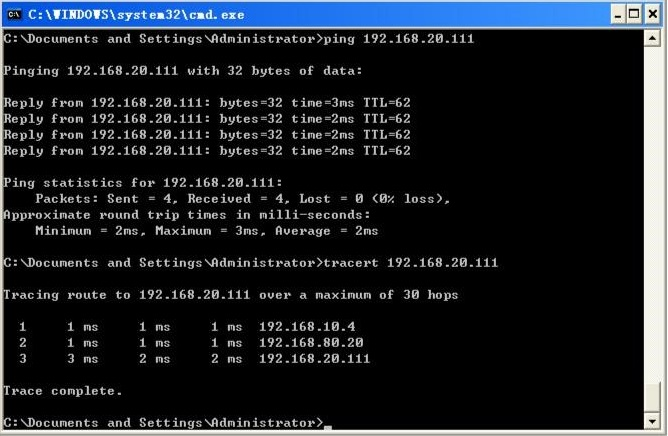 C:\WINDOWS\system32\cmd.exe
C:\Documents and Settings\Administrator>ping 192.168.20.111
Pinging 192.168.20.111 with 32 bytes of data:
Reply from 192.168.20.111: bytes=32 time=3ms TTL=62
Reply from 192.168.20.111: bytes=32 time=2ms TTL=62
Reply from 192.168.20.111: bytes=32 time=2ms TTL=62
Reply from 192.168.20.111: bytes=32 time=2ms TTL=62
Ping statistics for 192.168.20.111:
    Packets: Sent = 4, Received = 4, Lost = 0 (0% loss),
Approximate round trip times in milli-seconds:
    Minimum = 2ms, Maximum = 3ms, Average = 2ms
C:\Documents and Settings\Administrator>tracert 192.168.20.111
Tracing route to 192.168.20.111 over a maximum of 30 hops
  1     1 ms     1 ms     1 ms  192.168.10.4
  2     1 ms     1 ms     1 ms  192.168.80.20
  3     3 ms     2 ms     2 ms  192.168.20.111
Trace complete.
C:\Documents and Settings\Administrator>_